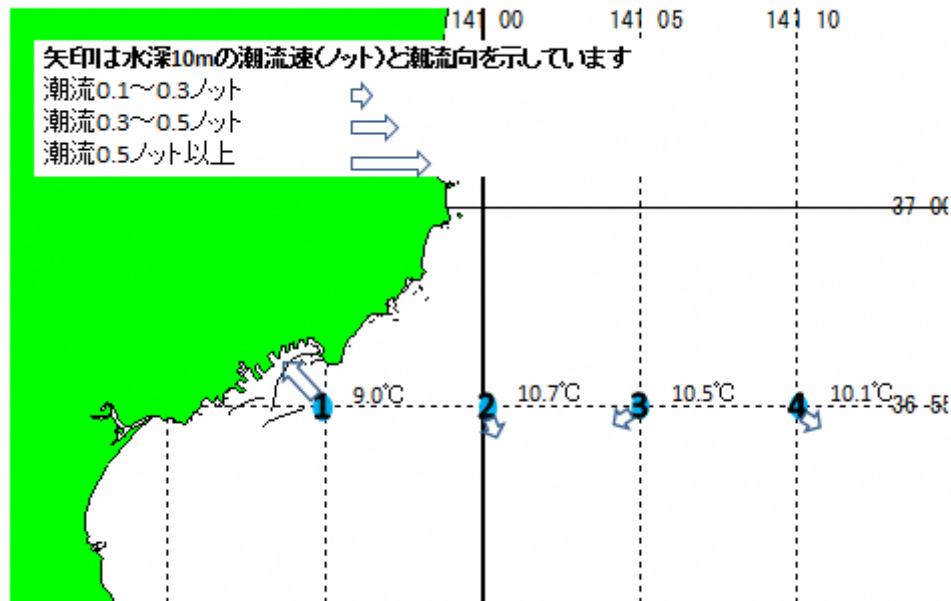 141 00 141 05 141 10
矢印は水深10mの潮流速(ノット)と潮流向を示しています
潮流0.1～0.3ノット
潮流0.3～0.5ノット
潮流0.5ノット以上
37 00
1 9.0℃ 2 10.7℃ 3 10.5℃ 4 10.1℃ 36 58